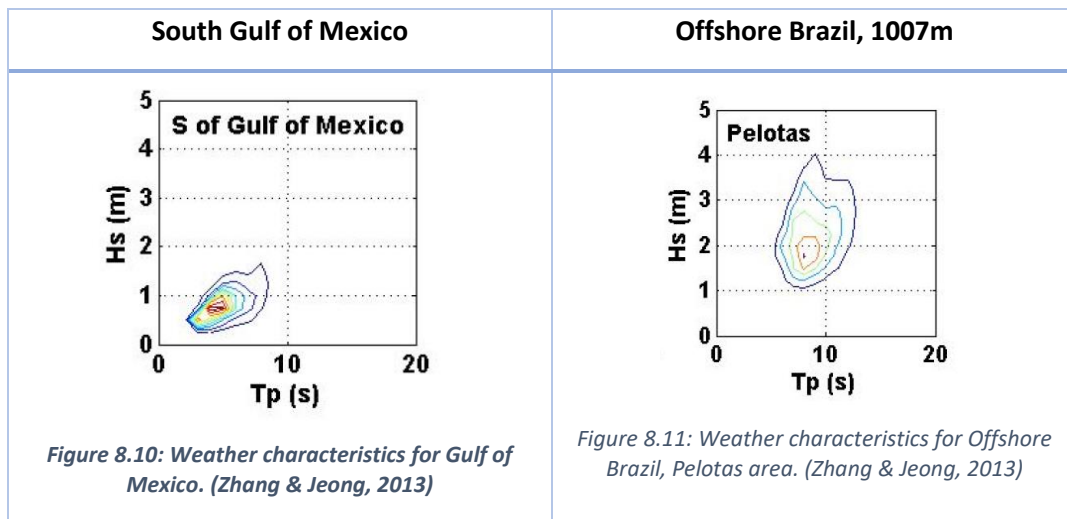 South Gulf of Mexico
Offshore Brazil, 1007m
5
S of Gulf of Mexico
4
3
2
1
0
Hs (m)
0
10
20
Tp (s)
5
Pelotas
4
3
2
1
0
Hs (m)
0
10
20
Tp (s)
Figure 8.10: Weather characteristics for Gulf of
Mexico. (Zhang & Jeong, 2013)
Figure 8.11: Weather characteristics for Offshore
Brazil, Pelotas area. (Zhang & Jeong, 2013)